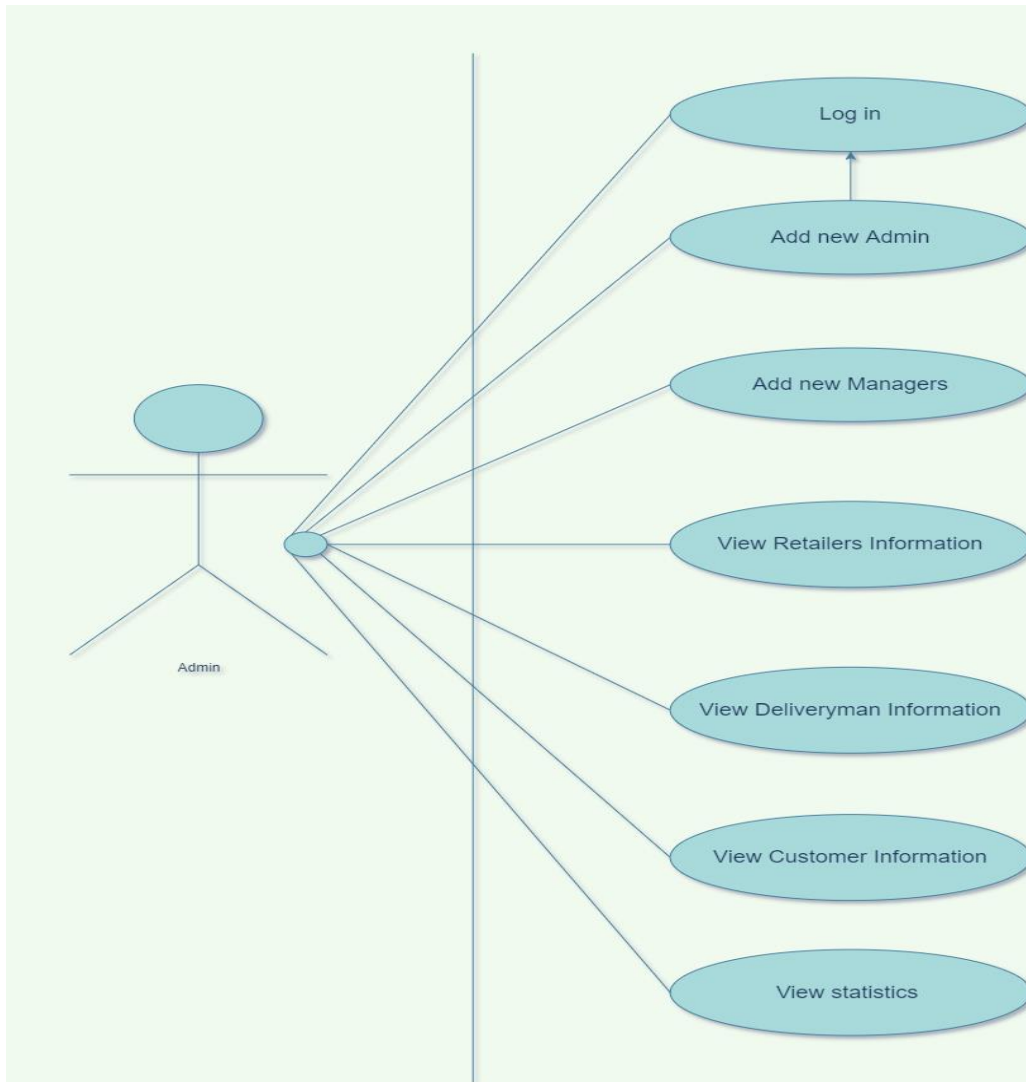 Log in
Add new Admin
Add new Managers
View Retailers Information
Admin
View Deliveryman Information
View Customer Information
View statistics